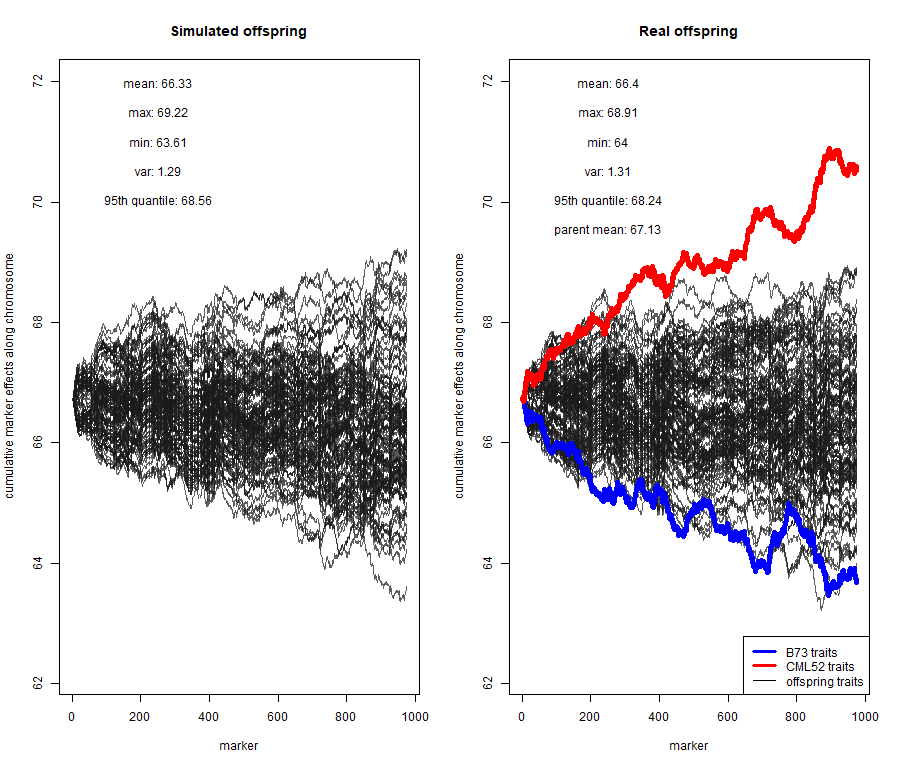 Simulated offspring
mean: 66.33
max: 69.22
min: 63.61
var: 1.29
95th quantile: 68.56
cumulative marker effects along chromosome
72
70
68
66
64
62
0 200 400 600 800 1000
marker
Real offspring
mean: 66.4
max: 68.91
min: 64
var: 1.31
95th quantile: 68.24
parent mean: 67.13
cumulative marker effects along chromosome
72
70
68
66
64
62
B73 traits
CML52 traits
offspring traits
0 200 400 600 800 1000
marker